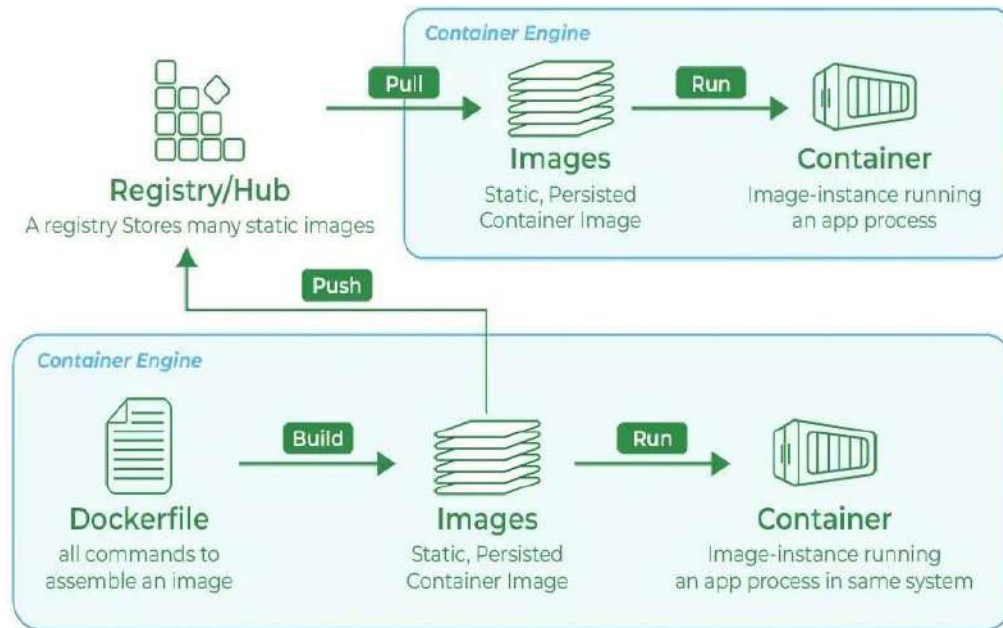 Container Engine
Pull
Run
Images
Static, Persisted
Container Image
Container
Image-instance running
an app process
Registry/Hub
A registry Stores many static images
Push
Container Engine
Build
Run
Dockerfile
all commands to
assemble an image
Images
Static, Persisted
Container Image
Container
Image-instance running
an app process in same system